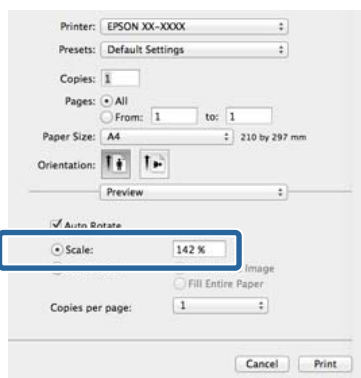 Printer: EPSON XX-XXXX
Presets: Default Settings
Copies: 1
Pages: All
From: 1 to: 1
Paper Size: A4 210 by 297 mm
Orientation:
Preview
Auto Rotate
Scale: 142 %
Image
Fill Entire Paper
Copies per page: 1
Cancel Print